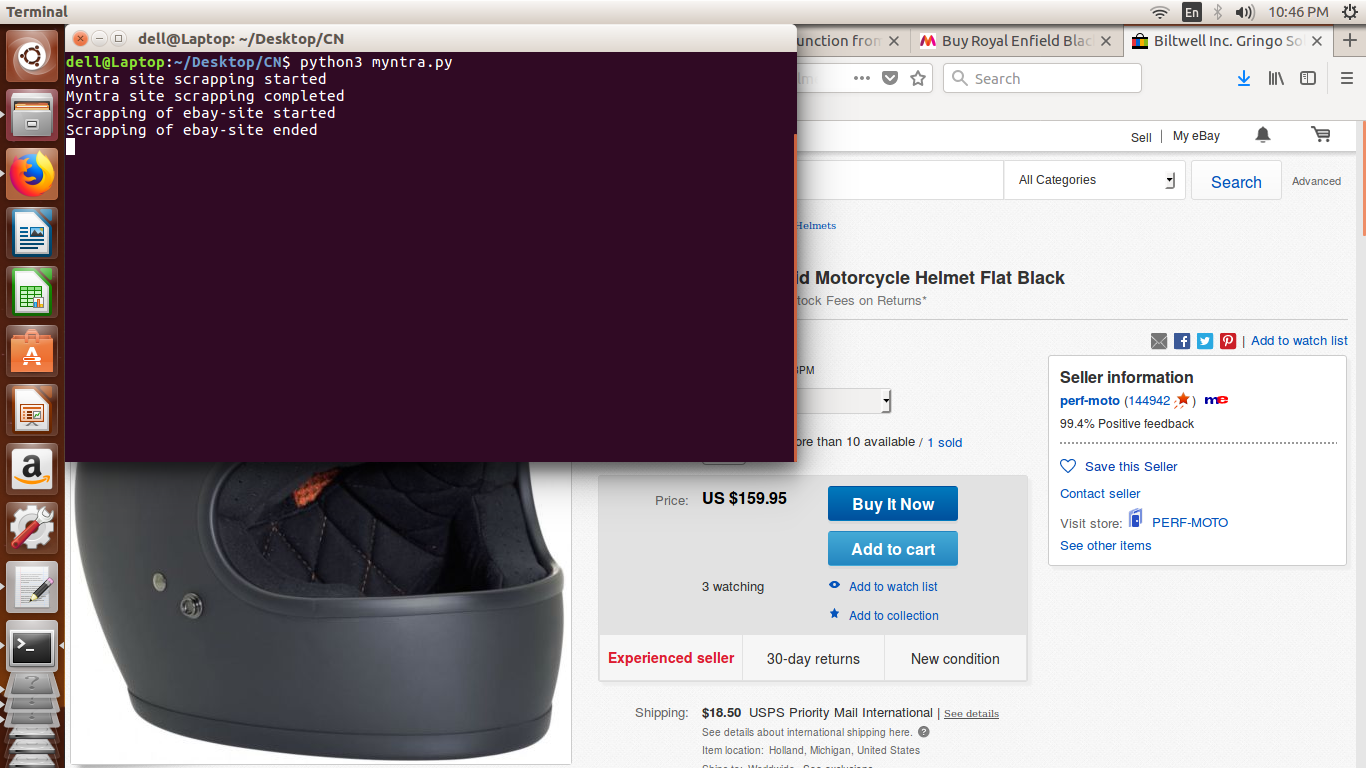 Terminal
En
10:46 PM
dell@Laptop: ~/Desktop/CN
dell@Laptop:~/Desktop/CN$ python3 myntra.py
Myntra site scrapping started
Myntra site scrapping completed
Scrapping of ebay-site started
Scrapping of ebay-site ended
unction from
Buy Royal Enfield Blac
Biltwell Inc. Gringo So
Search
Sell | My eBay
All Categories
Search
Advanced
Helmets
ld Motorcycle Helmet Flat Black
tock Fees on Returns*
| Add to watch list
PM
ore than 10 available / 1 sold
Seller information
perf-moto (144942 ) me
99.4% Positive feedback
Save this Seller
Contact seller
Visit store: PERF-MOTO
See other items
Price: US $159.95
Buy It Now
Add to cart
3 watching
Add to watch list
Add to collection
Experienced seller
30-day returns
New condition
Shipping: $18.50 USPS Priority Mail International | See details
See details about international shipping here. ?
Item location: Holland, Michigan, United States
Ships to: Worldwide See exclusions